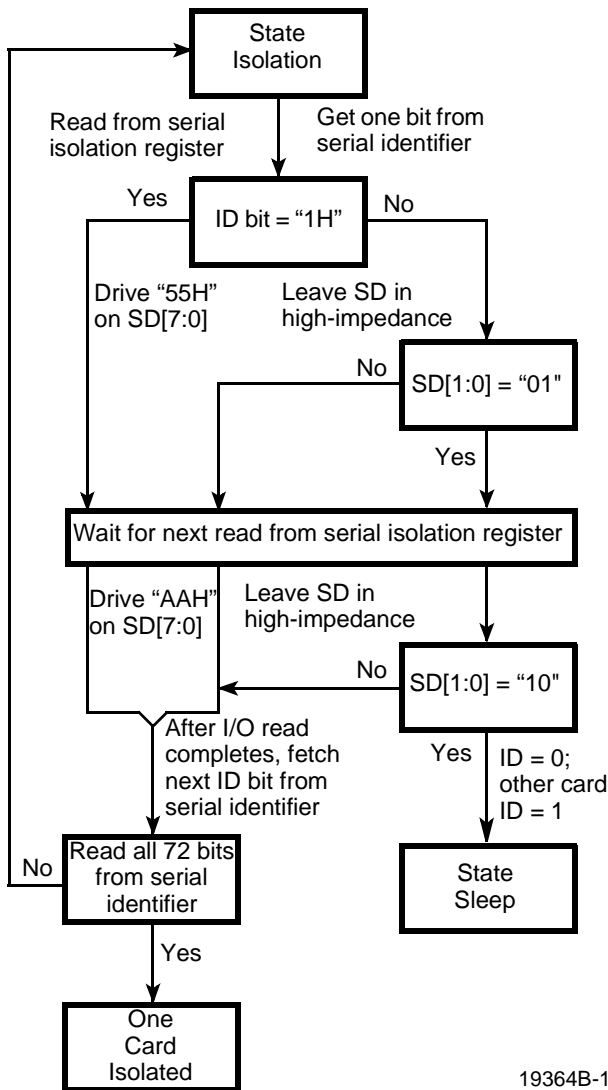 State
Isolation
Read from serial
isolation register
Get one bit from
serial identifier
Yes
ID bit = “1H”
No
Drive “55H”
on SD[7:0]
Leave SD in
high-impedance
No
SD[1:0] = “01"
Yes
Wait for next read from serial isolation register
Drive “AAH”
on SD[7:0]
Leave SD in
high-impedance
No
SD[1:0] = “10"
After I/O read
completes, fetch
next ID bit from
serial identifier
Yes
ID = 0;
other card
ID = 1
No
Read all 72 bits
from serial
identifier
State
Sleep
Yes
One
Card
Isolated
19364B-1